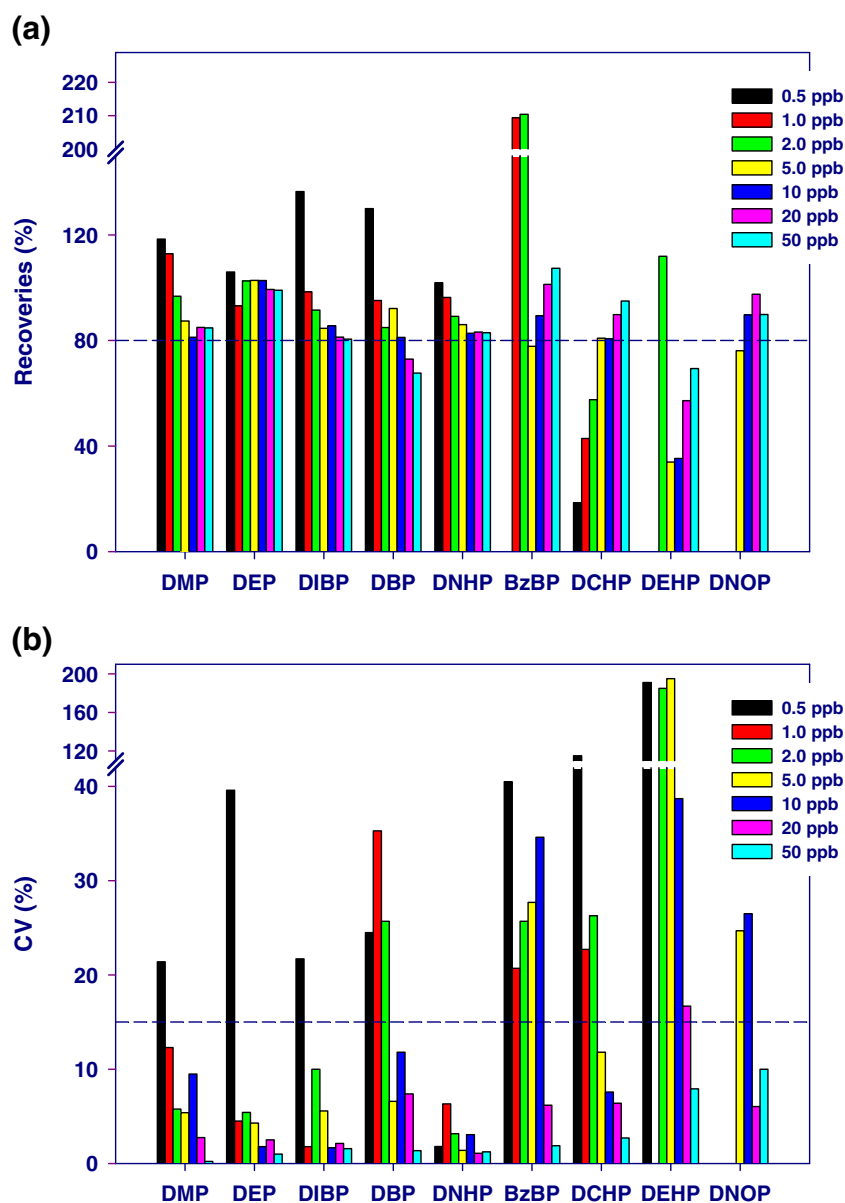 (a)
220
210
200
120
80
40
0
Recoveries (%)
0.5 ppb
1.0 ppb
2.0 ppb
5.0 ppb
10 ppb
20 ppb
50 ppb
DMP DEP DIBP DBP DNHP BzBP DCHP DEHP DNOP
(b)
200
160
120
40
30
20
10
0
CV (%)
0.5 ppb
1.0 ppb
2.0 ppb
5.0 ppb
10 ppb
20 ppb
50 ppb
DMP DEP DIBP DBP DNHP BzBP DCHP DEHP DNOP